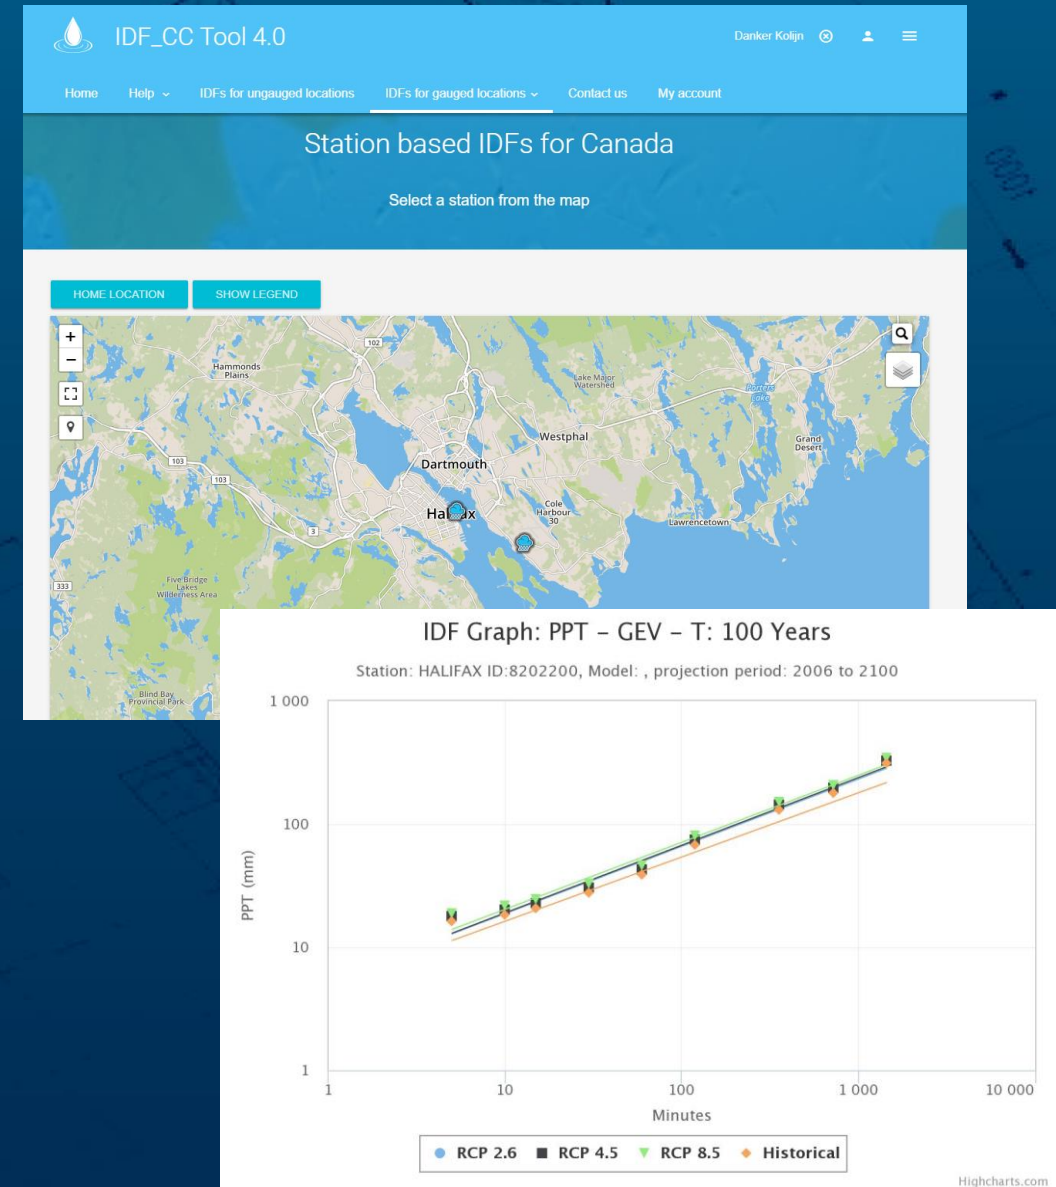 IDF_CC Tool 4.0
Danker Kolijn
Home Help IDFs for ungauged locations IDFs for gauged locations Contact us My account
Station based IDFs for Canada
Select a station from the map
HOME LOCATION SHOW LEGEND
+
−
102
Hammonds
Plains
Lake Major
Watershed
Porters
Lake
Westphal
Grand
Desert
103
Dartmouth
103
Cole
Harbour
30
Halifax
Lawrencetown
3
Five Bridge
Lakes
Wilderness Area
333
Blind Bay
Provincial Park
IDF Graph: PPT – GEV – T: 100 Years
Station: HALIFAX ID:8202200, Model: , projection period: 2006 to 2100
PPT (mm)
1 000
100
10
1
1 10 100 1 000 10 000
Minutes
RCP 2.6 RCP 4.5 RCP 8.5 Historical
Highcharts.com